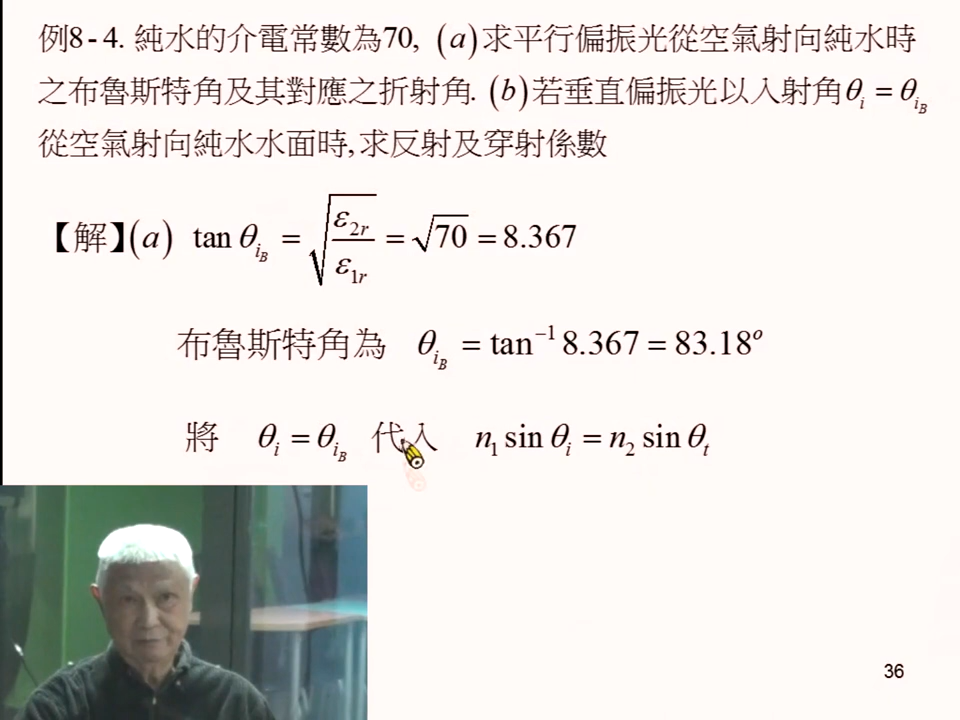 例8-4. 純水的介電常數為70, (a)求平行偏振光從空氣射向純水時
之布魯斯特角及其對應之折射角. (b)若垂直偏振光以入射角θ_i = θ_{i_B}
從空氣射向純水水面時,求反射及穿射係數
【解】(a) tan θ_{i_B} = √(ε_{2r}/ε_{1r}) = √70 = 8.367
布魯斯特角為 θ_{i_B} = tan⁻¹ 8.367 = 83.18°
將 θ_i = θ_{i_B} 代入 n₁ sin θ_i = n₂ sin θ_t
36